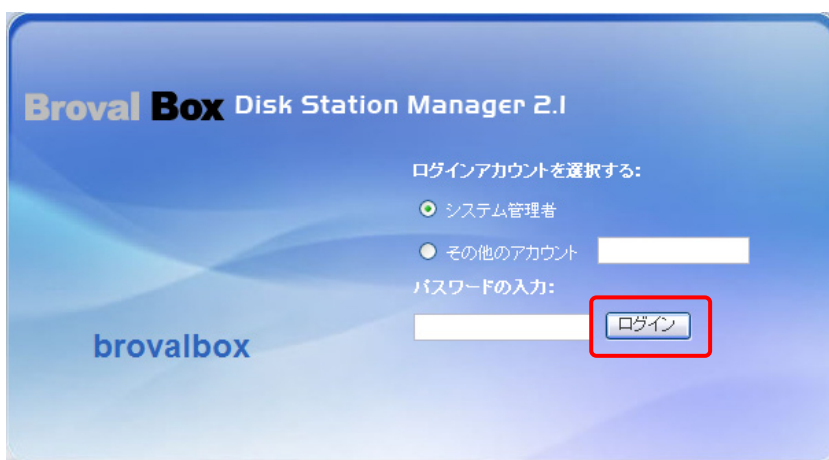 Broval Box Disk Station Manager 2.1
ログインアカウントを選択する:
システム管理者
その他のアカウント
パスワードの入力:
ログイン
brovalbox